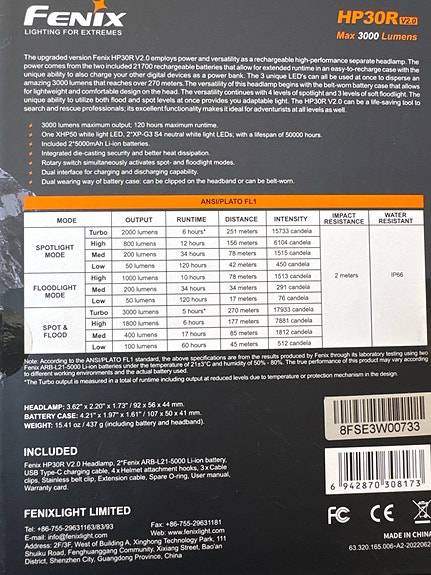 FENIX
LIGHTING FOR EXTREMES
HP30R V2.0
Max 3000 Lumens
The upgraded version Fenix HP30R V2.0 employs power and versatility as a rechargeable high-performance separate headlamp. The
power comes from the two included 21700 rechargeable batteries that allow for extended runtime in an easy-to-recharge case with the
unique ability to also charge your other digital devices as a power bank. The 3 unique LED's can all be used at once to disperse an
amazing 3000 lumens that reaches over 270 meters. The versatility of this headlamp begins with the belt-worn battery case that allows
for lightweight and comfortable design on the head. The versatility continues with 4 levels of spotlight and 3 levels of soft floodlight. The
unique ability to utilize both flood and spotlight at once provides you adaptable light. The HP30R V2.0 can be a life-saving tool to
search and rescue professionals; its excellent functionality makes it ideal for adventurists at all levels as well.
3000 lumens maximum output; 120 hours maximum runtime.
One XHP50 white light LED, 2*XP-G3 S4 neutral white light LEDs; with a lifespan of 50000 hours.
Included 2*5000mAh Li-ion batteries.
Integrated die-casting security and better heat dissipation.
Rotary switch simultaneously activates spot- and floodlight modes.
Dual interface for charging and discharging capability.
Dual wearing way of battery case: can be clipped on the headband or can be belt-worn.
ANSI/PLATO FL1
MODE OUTPUT RUNTIME DISTANCE INTENSITY IMPACT RESISTANCE WATER RESISTANT
SPOTLIGHT MODE Turbo 2000 lumens 6 hours* 251 meters 15733 candela
High 800 lumens 12 hours 156 meters 6104 candela
Med 200 lumens 34 hours 78 meters 1515 candela
Low 50 lumens 120 hours 42 meters 450 candela
FLOODLIGHT MODE High 1000 lumens 10 hours 78 meters 1513 candela 2 meters IP66
Med 200 lumens 34 hours 34 meters 291 candela
Low 50 lumens 120 hours 17 meters 76 candela
SPOT & FLOOD Turbo 3000 lumens 5 hours* 270 meters 17933 candela
High 1800 lumens 6 hours 177 meters 7881 candela
Med 400 lumens 17 hours 85 meters 1812 candela
Low 100 lumens 60 hours 45 meters 512 candela
Note: According to the ANSI/PLATO FL1 standard, the above specifications are from the results produced by Fenix through its laboratory testing using two
Fenix ARB-L21-5000 Li-ion batteries under the temperature of 21±3°C and humidity of 50% - 80%. The true performance of this product may vary according
to different working environments and the actual battery used.
*The Turbo output is measured in a total of runtime including output at reduced levels due to temperature or protection mechanism in the design.
HEADLAMP: 3.62" x 2.20" x 1.73" / 92 x 56 x 44 mm.
BATTERY CASE: 4.21" x 1.97" x 1.61" / 107 x 50 x 41 mm.
WEIGHT: 15.41 oz / 437 g (including battery and headband).
8FSE3W00733
INCLUDED
Fenix HP30R V2.0 Headlamp, 2*Fenix ARB-L21-5000 Li-ion battery,
USB Type-C charging cable, 4 x Helmet attachment hooks, 3 x Cable
clips, Stainless belt clip, Extension cable, Spare O-ring, User manual,
Warranty card.
6 942870 308173
FENIXLIGHT LIMITED
Tel: +86-755-29631163/83/93 Fax: +86-755-29631181
E-mail: info@fenixlight.com Web: www.fenixlight.com
Address: 2F/3F, West of Building A, Xinghong Technology Park, 111
Shuiku Road, Fenghuanggang Community, Xixiang Street, Bao'an
District, Shenzhen City, Guangdong Province, China
FC CE
MADE IN CHINA
63.320.165.006-A2-2022062